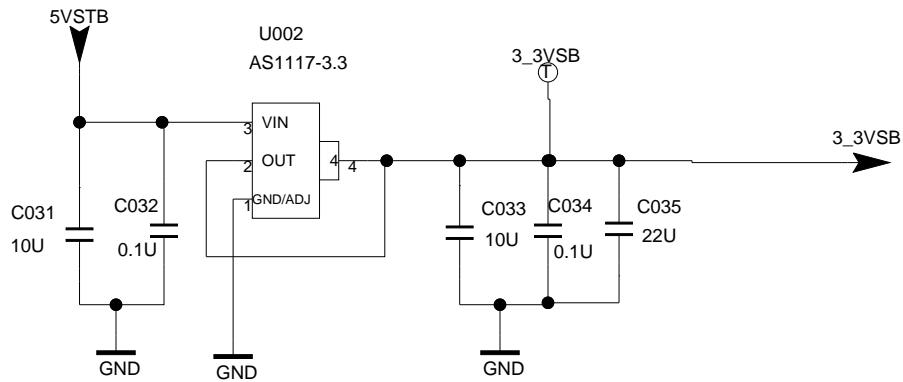 5VSTB
U002
AS1117-3.3
3_3VSB
T
3 VIN
2 OUT
4 4
1 GND/ADJ
3_3VSB
C031
10U
C032
0.1U
C033
10U
C034
0.1U
C035
22U
GND
GND
GND